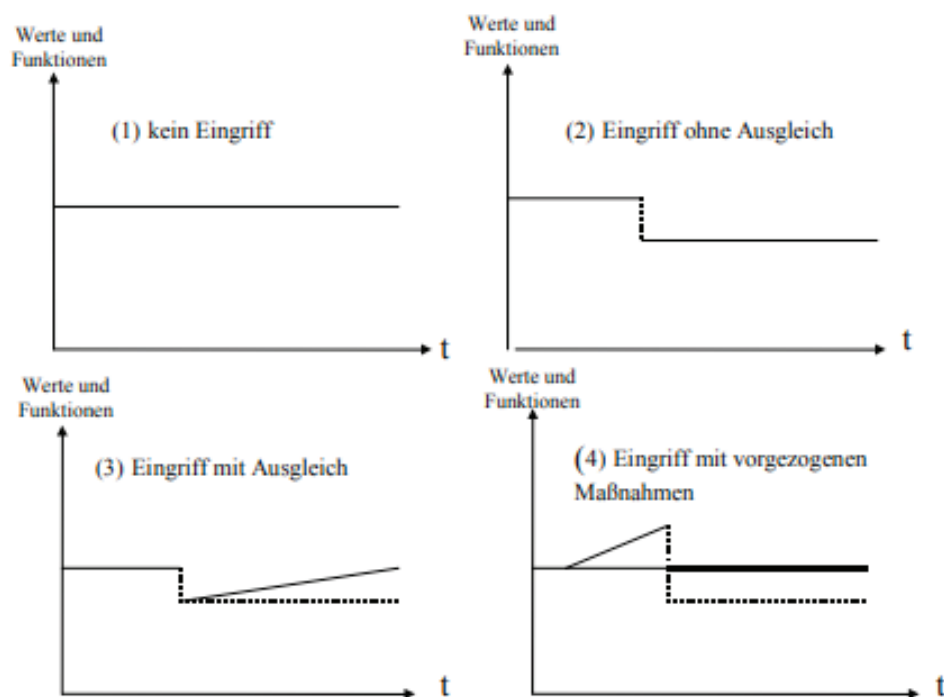 Werte und
Funktionen
(1) kein Eingriff
t
Werte und
Funktionen
(2) Eingriff ohne Ausgleich
t
Werte und
Funktionen
(3) Eingriff mit Ausgleich
t
Werte und
Funktionen
(4) Eingriff mit vorgezogenen
Maßnahmen
t